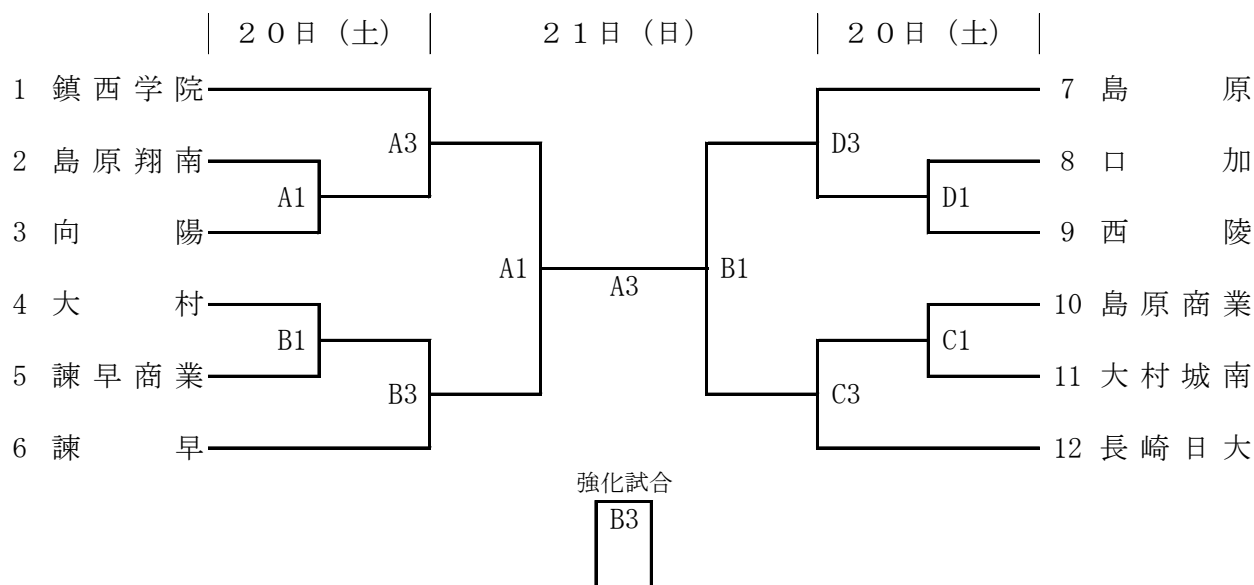 ２０日（土） ２１日（日） ２０日（土）
1 鎮西学院 7 島原
A3 D3
2 島原翔南 8 口加
A1 D1
3 向陽 9 西陵
A1 A3 B1
4 大村 10 島原商業
B1 C1
5 諫早商業 11 大村城南
B3 C3
6 諫早 12 長崎日大
強化試合
B3